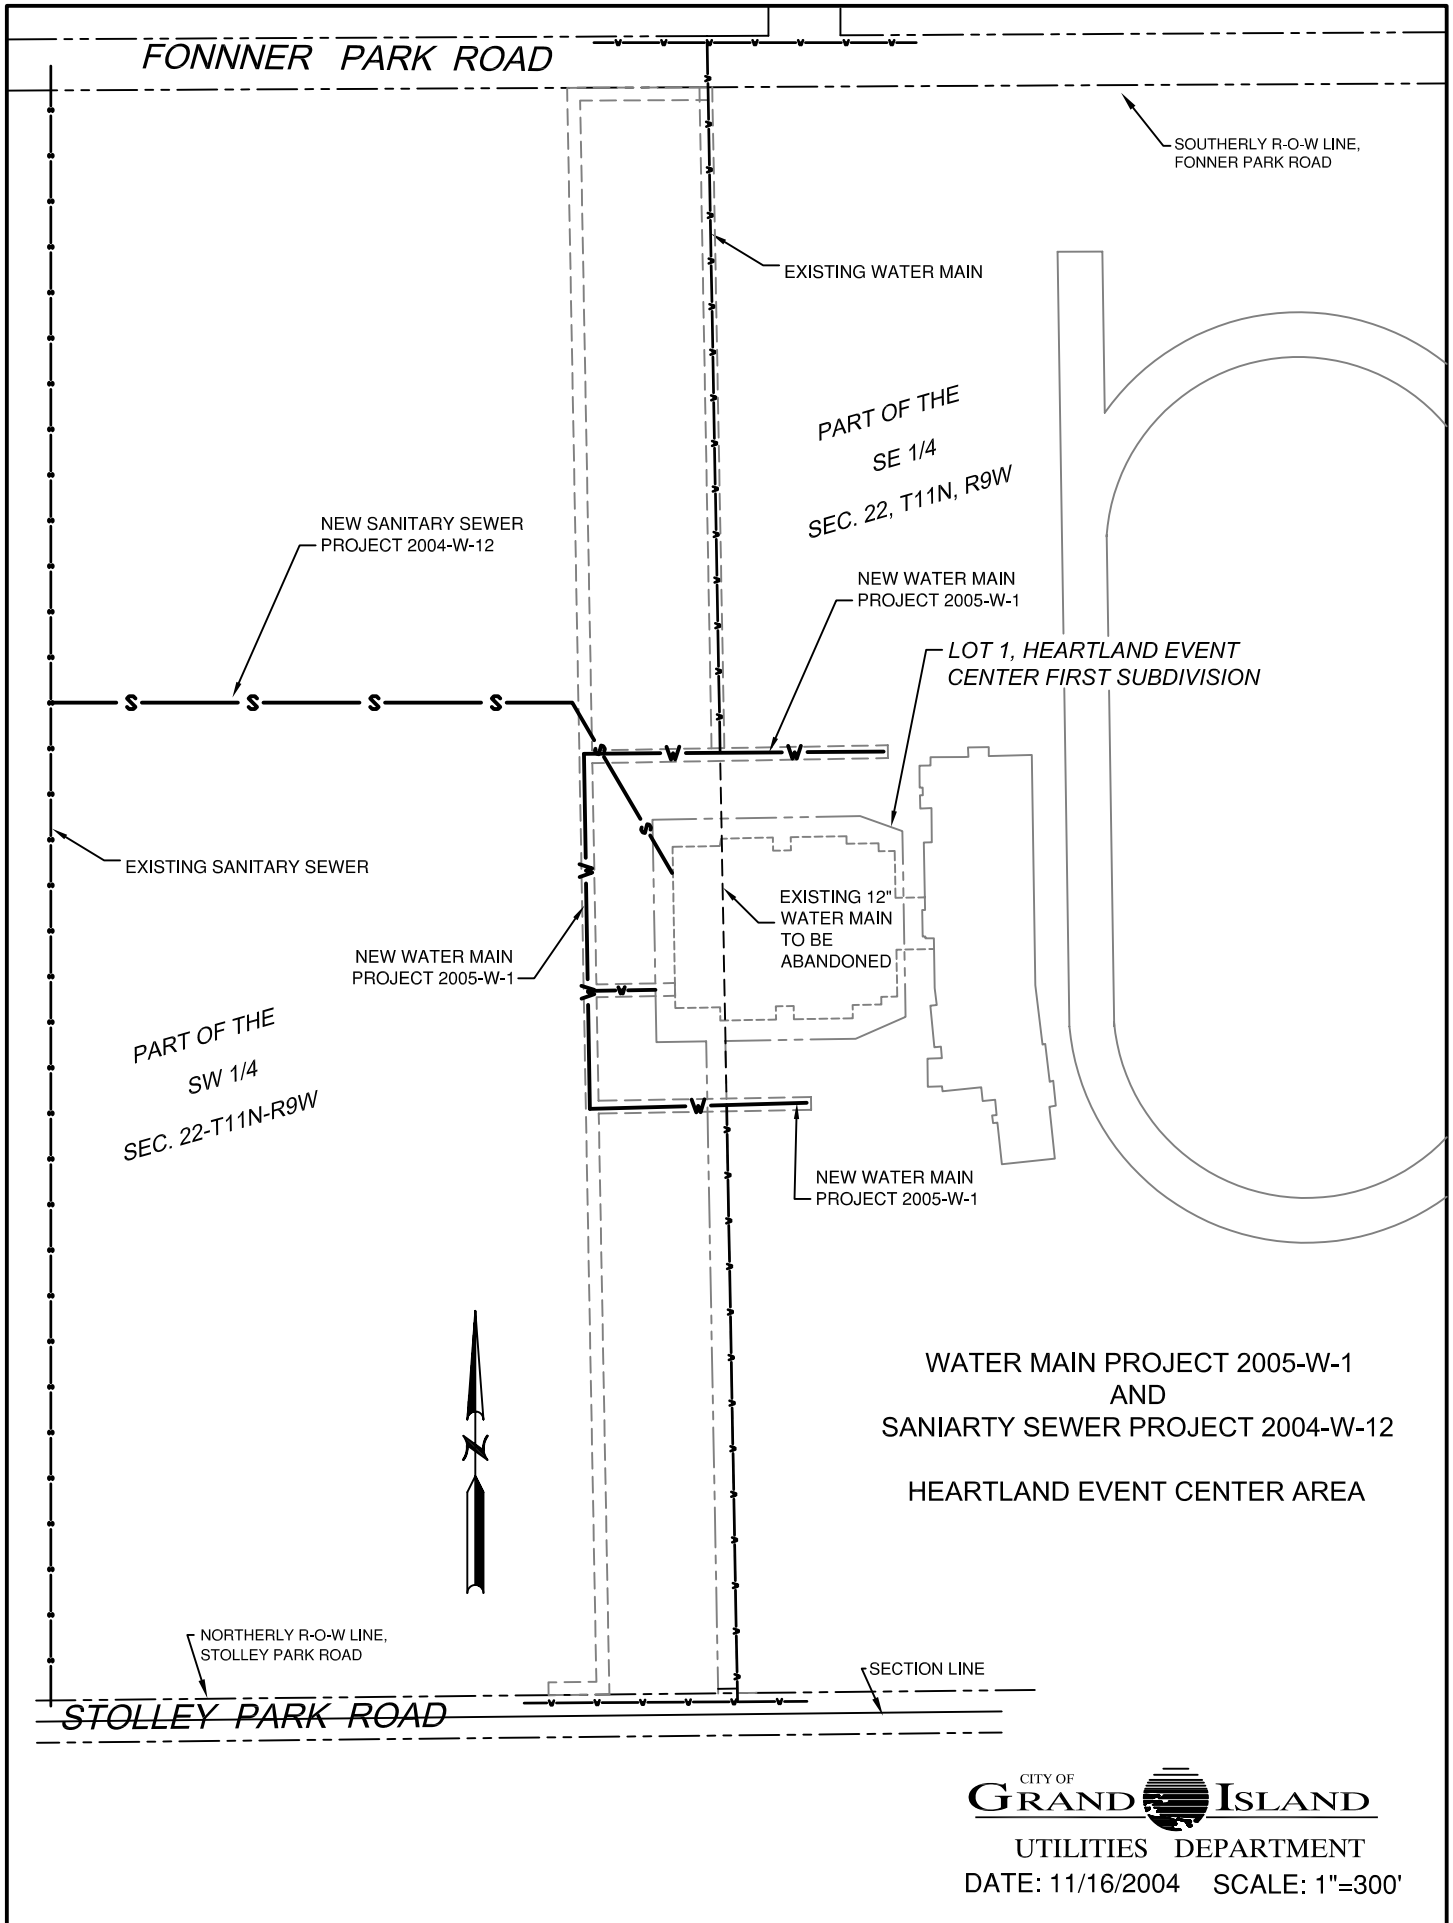 FONNNER PARK ROAD
SOUTHERLY R-O-W LINE,
FONNER PARK ROAD
EXISTING WATER MAIN
PART OF THE
SE 1/4
SEC. 22, T11N, R9W
NEW SANITARY SEWER
PROJECT 2004-W-12
NEW WATER MAIN
PROJECT 2005-W-1
LOT 1, HEARTLAND EVENT
CENTER FIRST SUBDIVISION
S S S S
S
W W
S
EXISTING SANITARY SEWER
W
EXISTING 12"
WATER MAIN
TO BE
ABANDONED
NEW WATER MAIN
PROJECT 2005-W-1
W W
PART OF THE
SW 1/4
SEC. 22-T11N-R9W
W
NEW WATER MAIN
PROJECT 2005-W-1
N
WATER MAIN PROJECT 2005-W-1
AND
SANIARTY SEWER PROJECT 2004-W-12
HEARTLAND EVENT CENTER AREA
NORTHERLY R-O-W LINE,
STOLLEY PARK ROAD
SECTION LINE
STOLLEY PARK ROAD
CITY OF
GRAND ISLAND
UTILITIES DEPARTMENT
DATE: 11/16/2004 SCALE: 1"=300'